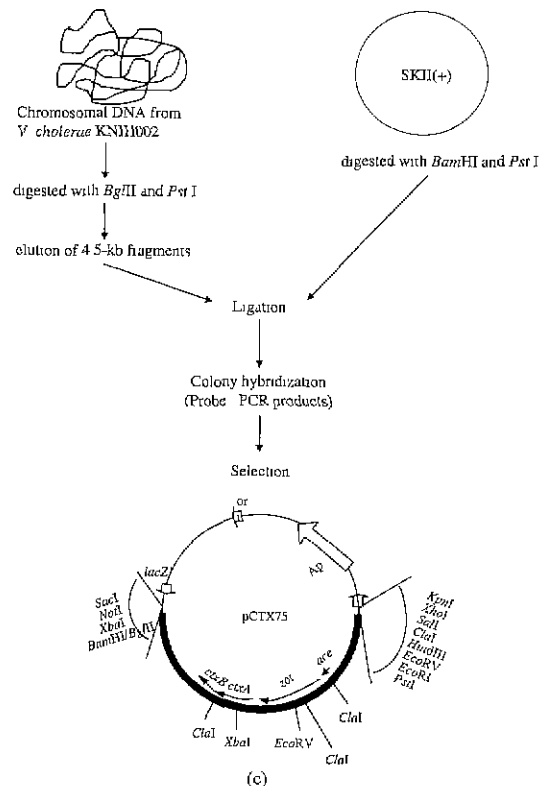 SKII(+)
Chromosomal DNA from
V cholerae KNIH002
digested with BamHI and Pst I
digested with BglII and Pst I
elution of 4 5-kb fragments
Ligation
Colony hybridization
(Probe PCR products)
Selection
or
Ap
lacZ'
SacI
NotI
XbaI
BamHI/BglII
pCTX75
KpnI
XhoI
SalI
ClaI
HindIII
EcoRV
EcoRI
PstI
ctxB ctxA
zot
ace
ClaI
XbaI
EcoRV
ClaI
ClaI
(c)